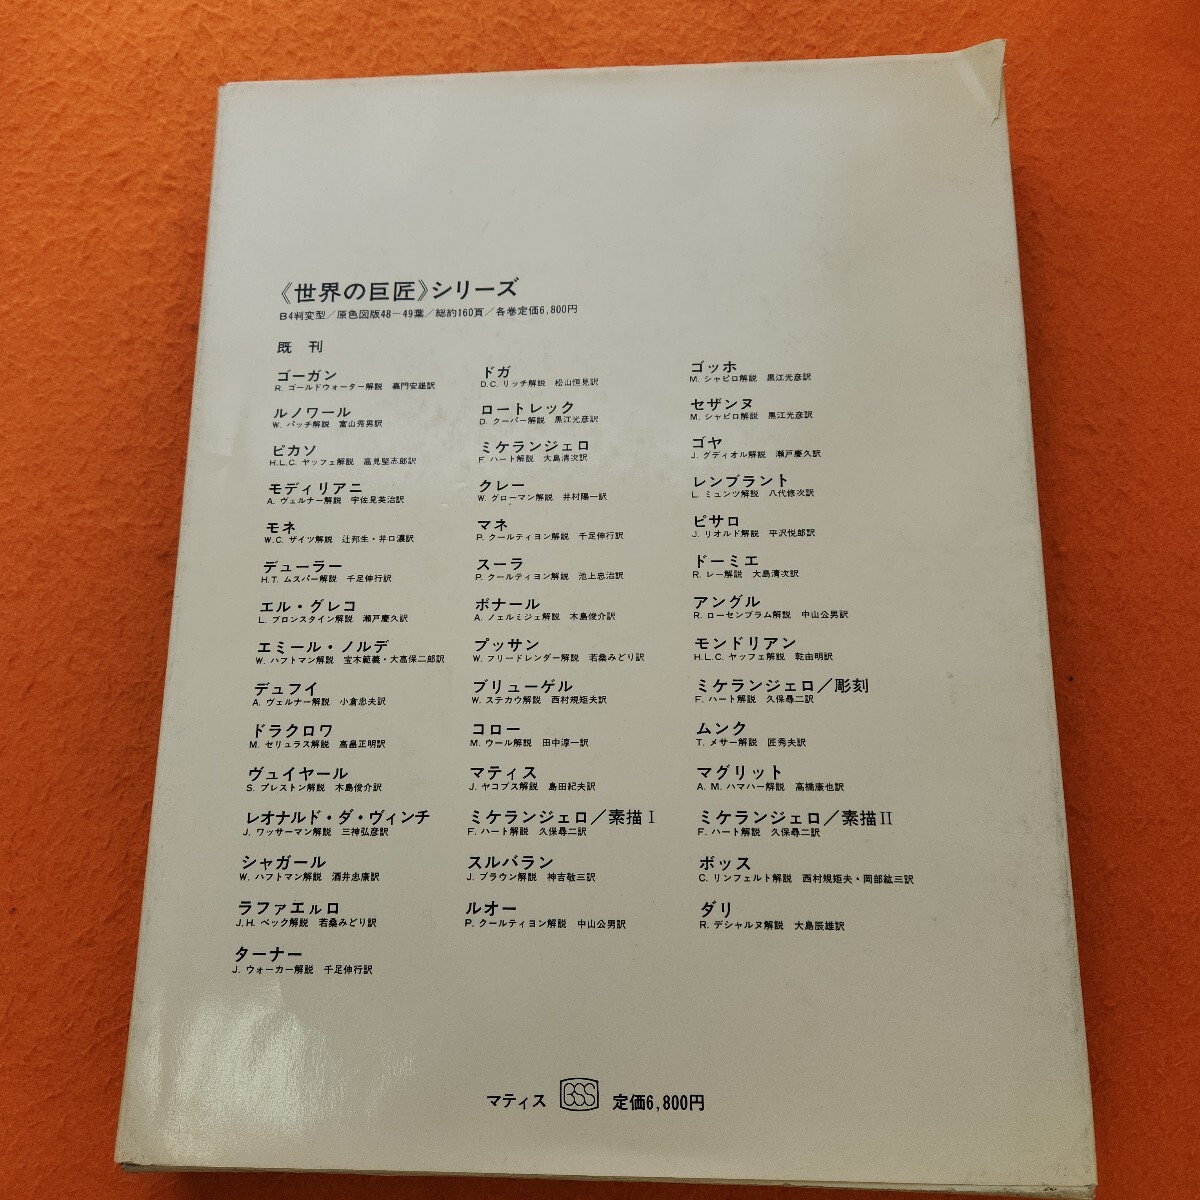 《世界の巨匠》シリーズ
B4判変型／原色図版48－49葉／総約160頁／各巻定価6,800円
既刊
ゴーガン
R. ゴールドウォーター解説 嘉門安雄訳
ルノワール
W. パッチ解説 富山秀男訳
ピカソ
H.L.C. ヤッフェ解説 高見堅志郎訳
モディリアニ
A. ヴェルナー解説 宇佐見英治訳
モネ
W.C. ザイツ解説 辻邦生・井口濃訳
デューラー
H.T. ムスパー解説 千足伸行訳
エル・グレコ
L. ブロンスタイン解説 瀬戸慶久訳
エミール・ノルデ
W. ハフトマン解説 宝木範義・大高保二郎訳
デュフイ
A. ヴェルナー解説 小倉忠夫訳
ドラクロワ
M. セリュラス解説 高畠正明訳
ヴュイヤール
S. プレストン解説 木島俊介訳
レオナルド・ダ・ヴィンチ
J. ワッサーマン解説 三神弘彦訳
シャガール
W. ハフトマン解説 酒井忠康訳
ラファエルロ
J.H. ベック解説 若桑みどり訳
ターナー
J. ウォーカー解説 千足伸行訳
ドガ
D.C. リッチ解説 松山恒見訳
ロートレック
D. クーパー解説 黒江光彦訳
ミケランジェロ
F. ハート解説 大島清次訳
クレー
W. グローマン解説 井村陽一訳
マネ
P. クールティヨン解説 千足伸行訳
スーラ
P. クールティヨン解説 池上忠治訳
ボナール
A. フェルミジェ解説 木島俊介訳
プッサン
W. フリードレンダー解説 若桑みどり訳
ブリューゲル
W. ステカウ解説 西村規矩夫訳
コロー
M. ウール解説 田中淳一訳
マティス
J. ヤコブス解説 島田紀夫訳
ミケランジェロ／素描Ⅰ
F. ハート解説 久保尋二訳
スルバラン
J. ブラウン解説 神吉敬三訳
ルオー
P. クールティヨン解説 中山公男訳
ゴッホ
M. シャピロ解説 黒江光彦訳
セザンヌ
M. シャピロ解説 黒江光彦訳
ゴヤ
J. グディオル解説 瀬戸慶久訳
レンブラント
L. ミュンツ解説 八代修次訳
ピサロ
J. リオルド解説 平沢悦郎訳
ドーミエ
R. レー解説 大島清次訳
アングル
R. ローセンブラム解説 中山公男訳
モンドリアン
H.L.C. ヤッフェ解説 乾由明訳
ミケランジェロ／彫刻
F. ハート解説 久保尋二訳
ムンク
T. メサー解説 匠秀夫訳
マグリット
A. M. ハマハー解説 高橋康也訳
ミケランジェロ／素描Ⅱ
F. ハート解説 久保尋二訳
ボッス
C. リンフェルト解説 西村規矩夫・岡部紘三訳
ダリ
R. デシャルヌ解説 大島辰雄訳
マティス BSS 定価6,800円